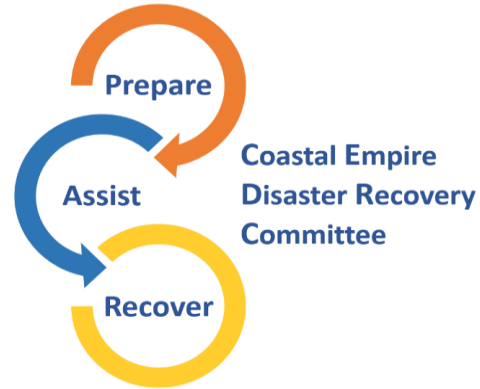 Prepare
Assist
Recover
Coastal Empire
Disaster Recovery
Committee